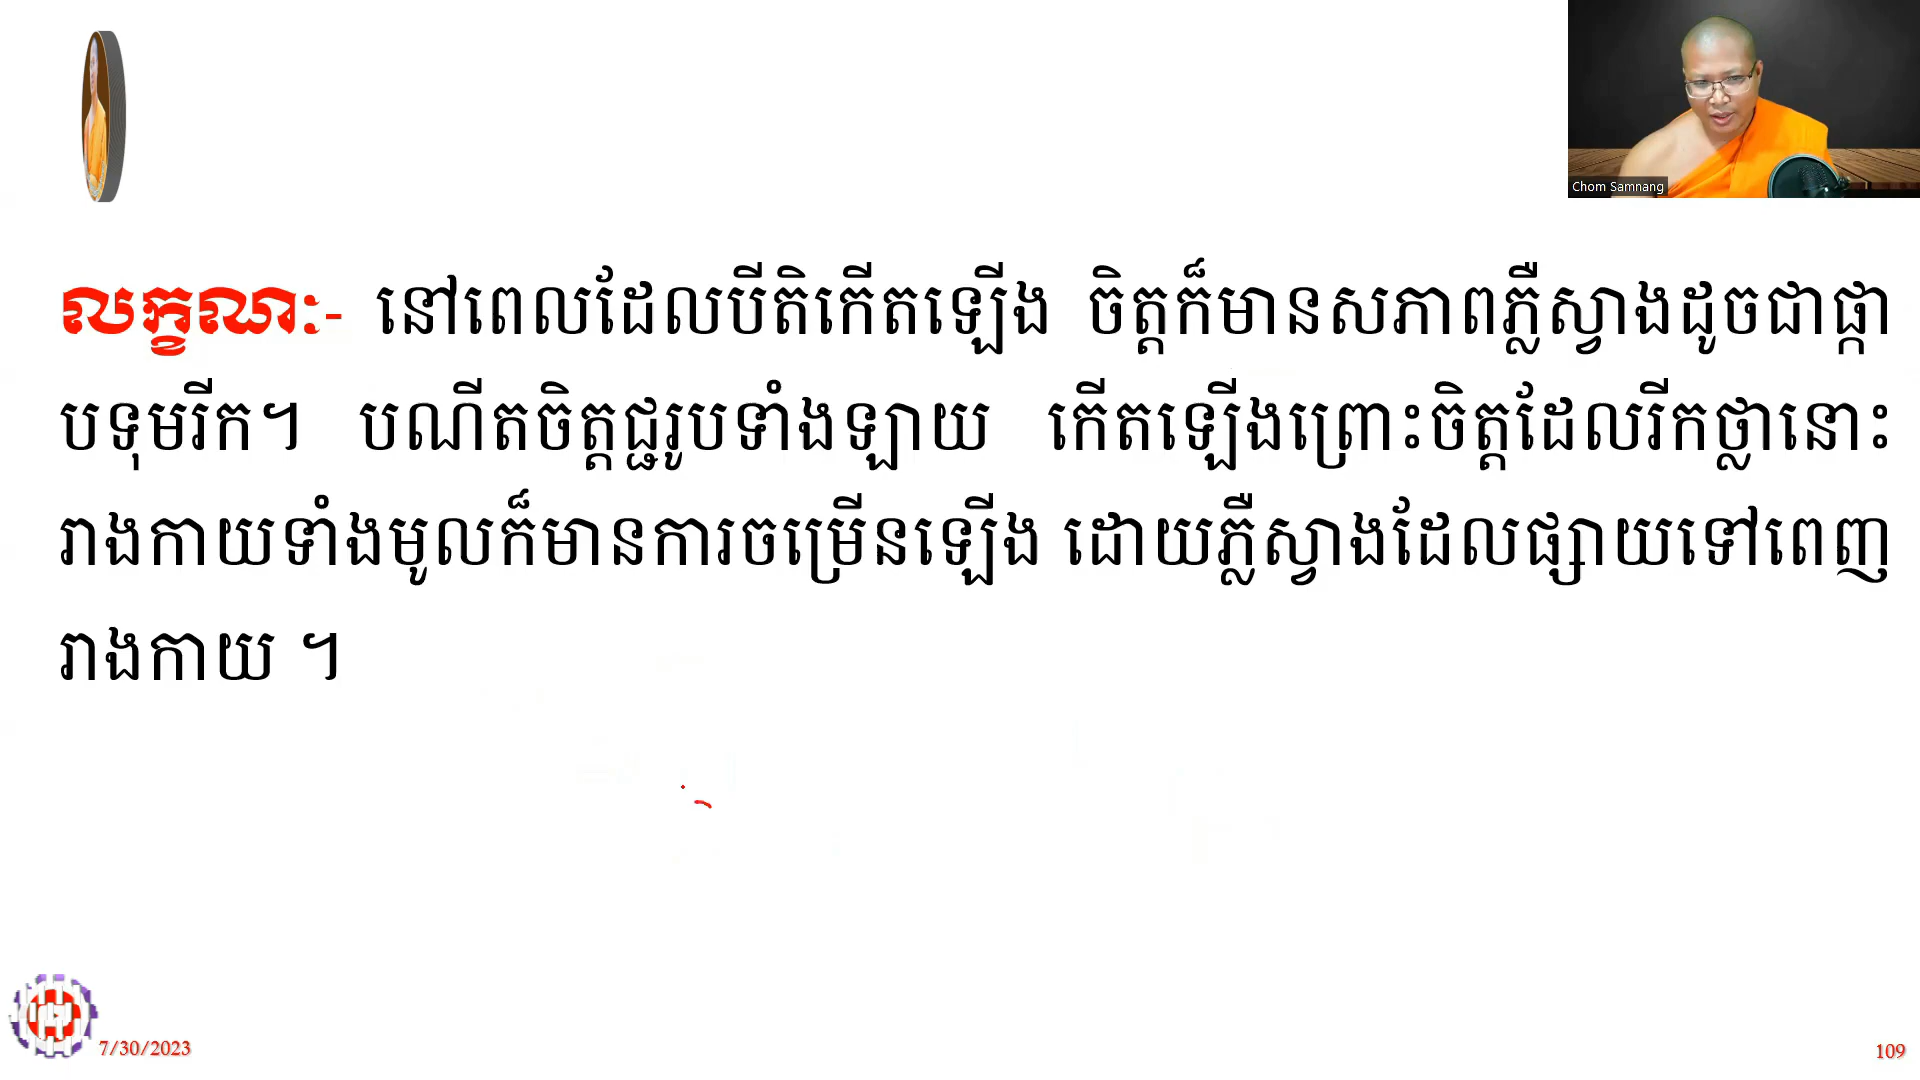 Chom Samnang
លក្ខណៈ- នៅពេលដែលបីតិកើតឡើង ចិត្តក៏មានសភាពភ្លឺស្វាងដូចជាផ្កា
បទុមរីក។ បណីតចិត្តជ្ជរូបទាំងឡាយ កើតឡើងព្រោះចិត្តដែលរីកថ្លានោះ
រាងកាយទាំងមូលក៏មានការចម្រើនឡើង ដោយភ្លឺស្វាងដែលផ្សាយទៅពេញ
រាងកាយ ។
7/30/2023
109